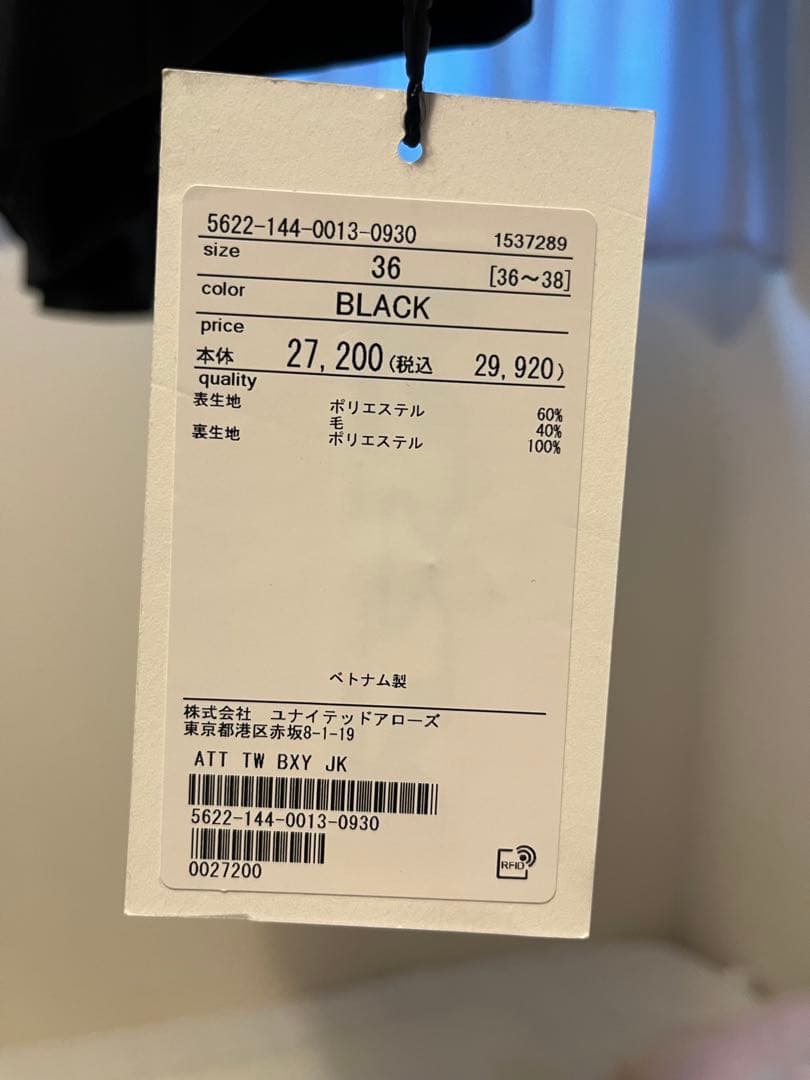 5622-144-0013-0930 1537289
size 36 [36~38]
color BLACK
price
本体 27,200(税込 29,920)
quality
表生地 ポリエステル 60%
毛 40%
裏生地 ポリエステル 100%
ベトナム製
株式会社 ユナイテッドアローズ
東京都港区赤坂8-1-19
ATT TW BXY JK
5622-144-0013-0930
0027200
RFID